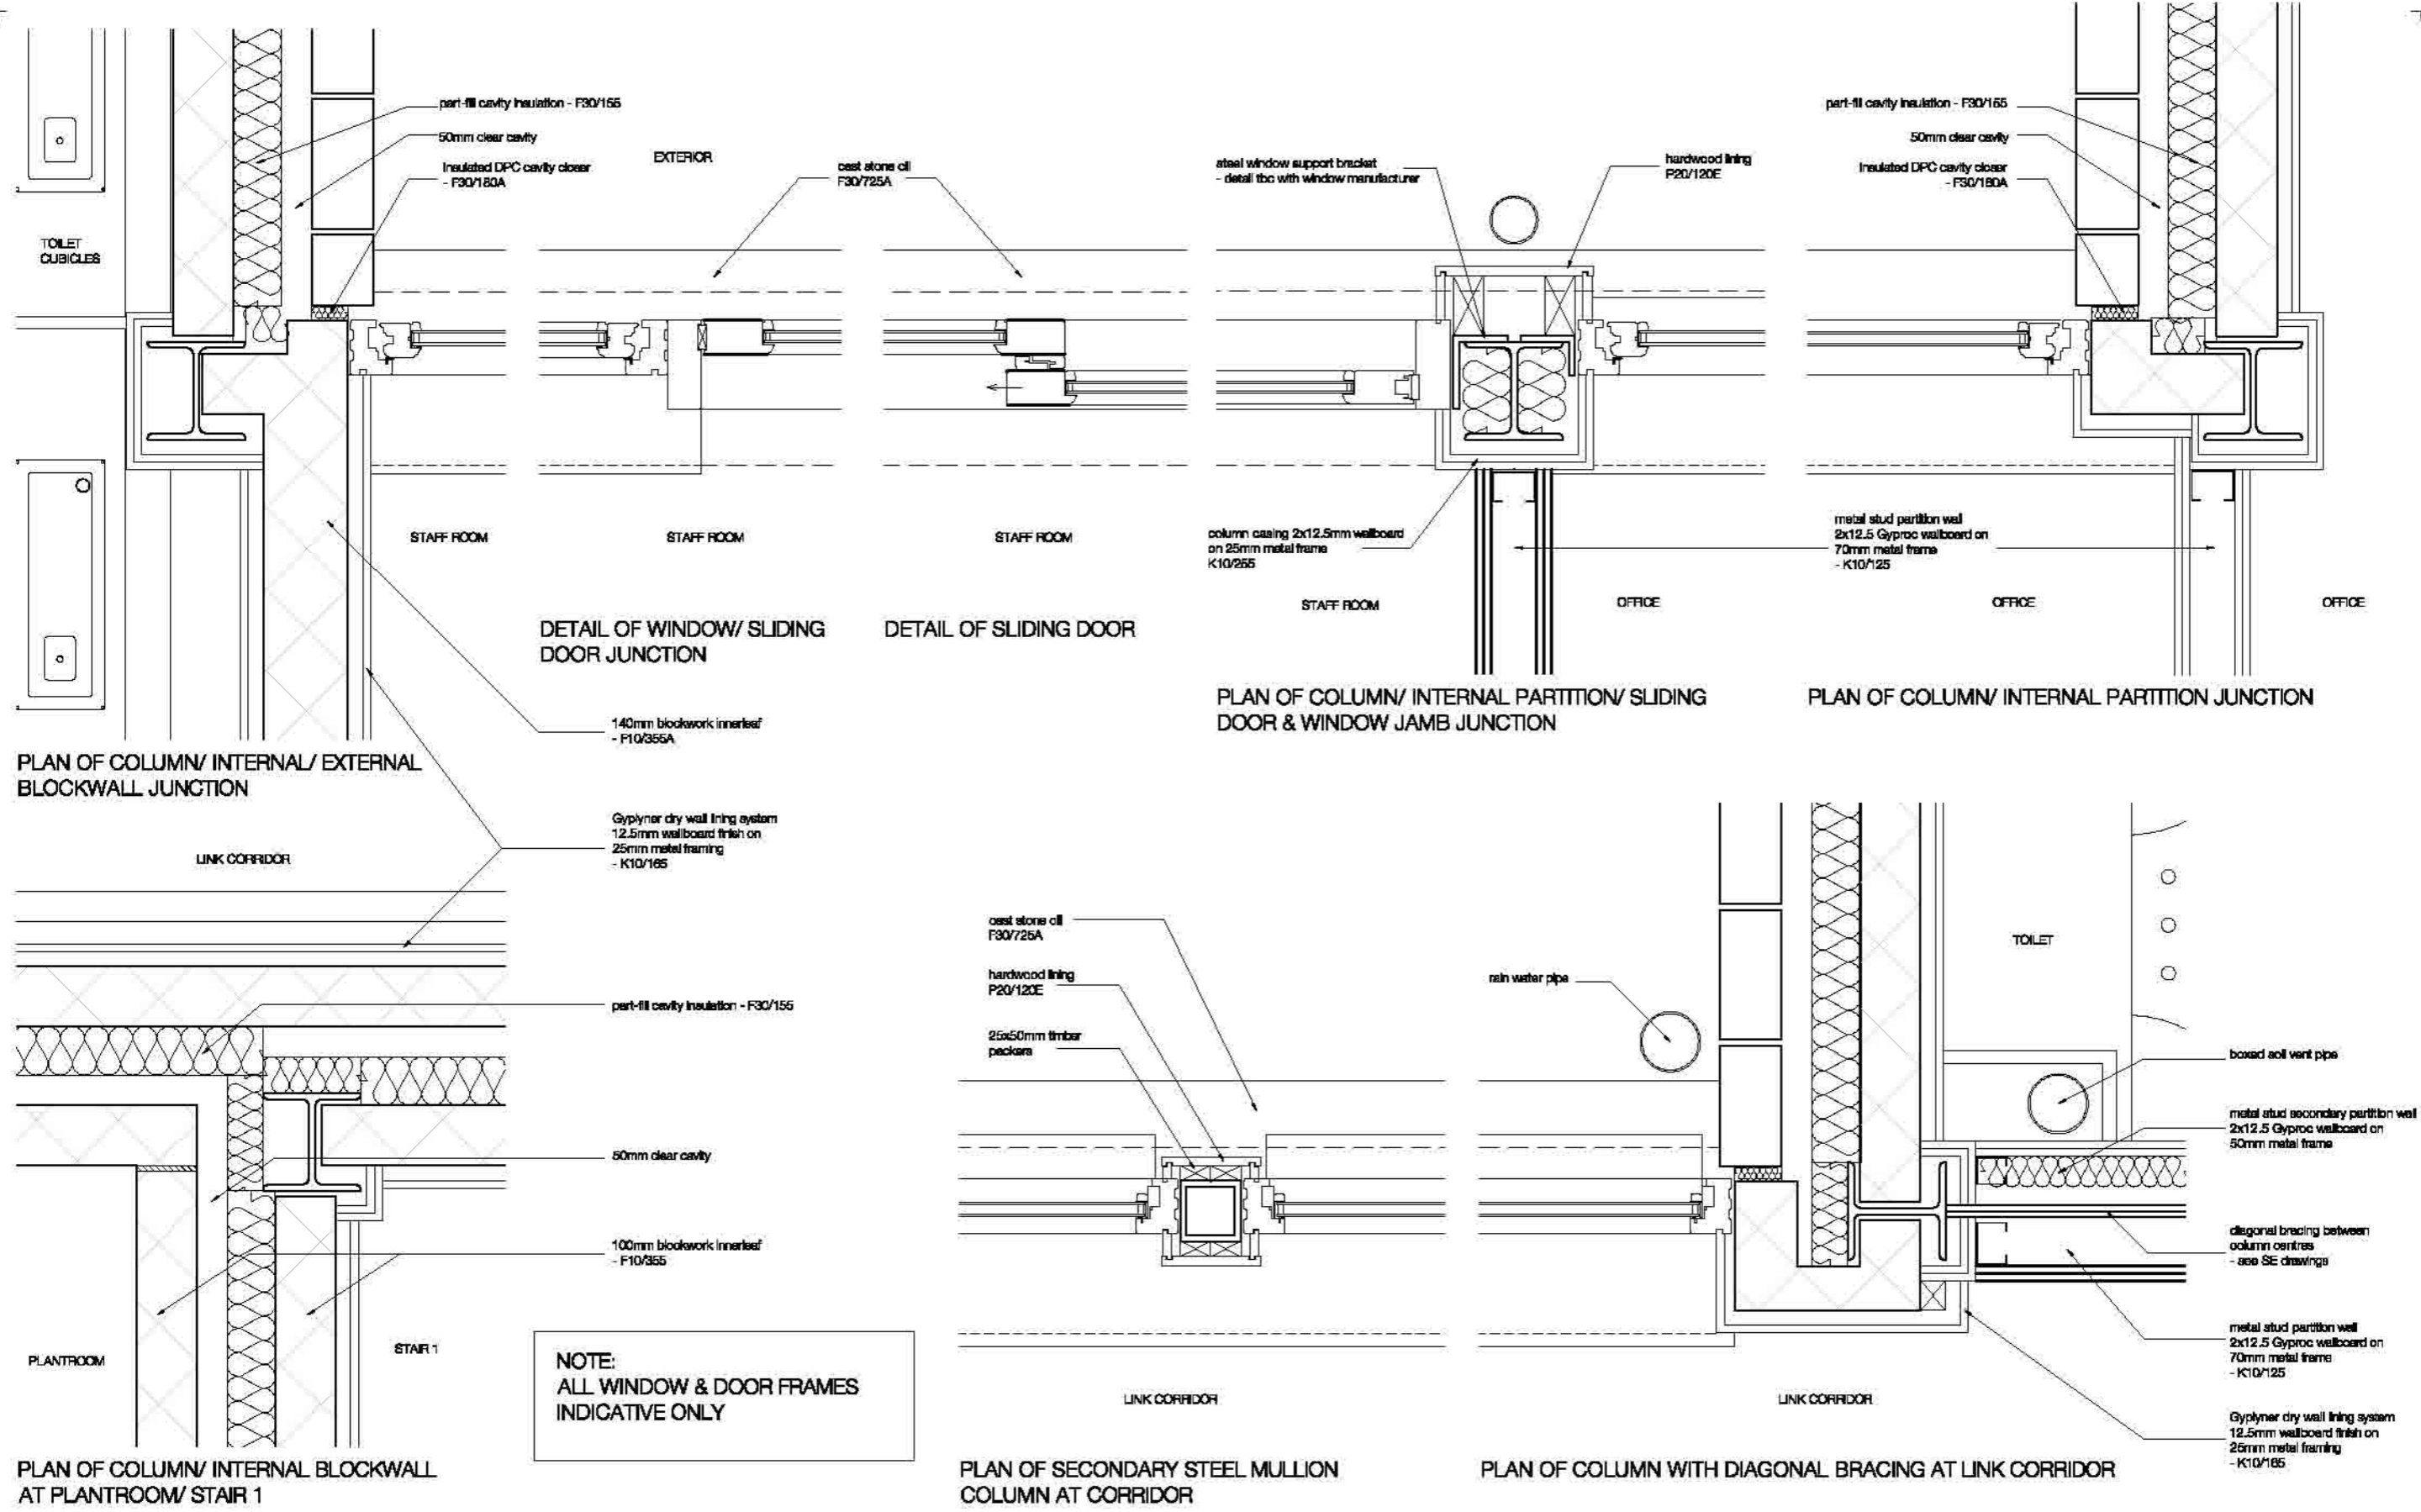 part-fill cavity insulation - F30/155
50mm clear cavity
insulated DPC cavity closer
- F30/180A
EXTERIOR
cast stone cill
F30/725A
TOILET
CUBICLES
STAFF ROOM
STAFF ROOM
STAFF ROOM
DETAIL OF WINDOW/ SLIDING
DOOR JUNCTION
DETAIL OF SLIDING DOOR
140mm blockwork innerleaf
- F10/355A
PLAN OF COLUMN/ INTERNAL/ EXTERNAL
BLOCKWALL JUNCTION
steel window support bracket
- detail tbc with window manufacturer
hardwood lining
P20/120E
column casing 2x12.5mm wallboard
on 25mm metal frame
K10/255
STAFF ROOM
OFFICE
PLAN OF COLUMN/ INTERNAL PARTITION/ SLIDING
DOOR & WINDOW JAMB JUNCTION
part-fill cavity insulation - F30/155
50mm clear cavity
insulated DPC cavity closer
- F30/180A
metal stud partition wall
2x12.5 Gyproc wallboard on
70mm metal frame
- K10/125
OFFICE
OFFICE
PLAN OF COLUMN/ INTERNAL PARTITION JUNCTION
Gyplyner dry wall lining system
12.5mm wallboard finish on
25mm metal framing
- K10/165
LINK CORRIDOR
part-fill cavity insulation - F30/155
50mm clear cavity
100mm blockwork innerleaf
- F10/355
PLANTROOM
STAIR 1
NOTE:
ALL WINDOW & DOOR FRAMES
INDICATIVE ONLY
PLAN OF COLUMN/ INTERNAL BLOCKWALL
AT PLANTROOM/ STAIR 1
cast stone cill
F30/725A
hardwood lining
P20/120E
25x50mm timber
packers
LINK CORRIDOR
PLAN OF SECONDARY STEEL MULLION
COLUMN AT CORRIDOR
rain water pipe
TOILET
boxed soil vent pipe
metal stud secondary partition wall
2x12.5 Gyproc wallboard on
50mm metal frame
diagonal bracing between
column centres
- see SE drawings
metal stud partition wall
2x12.5 Gyproc wallboard on
70mm metal frame
- K10/125
Gyplyner dry wall lining system
12.5mm wallboard finish on
25mm metal framing
- K10/165
LINK CORRIDOR
PLAN OF COLUMN WITH DIAGONAL BRACING AT LINK CORRIDOR